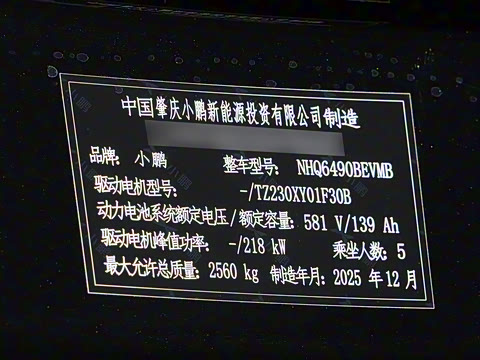 中国肇庆小鹏新能源投资有限公司制造
品牌: 小鹏 整车型号: NHQ6490BEVMB
驱动电机型号: -/TZ230XY01F30B
动力电池系统额定电压/额定容量: 581 V/139 Ah
驱动电机峰值功率: -/218 kW 乘坐人数: 5
最大允许总质量: 2560 kg 制造年月: 2025 年 12 月